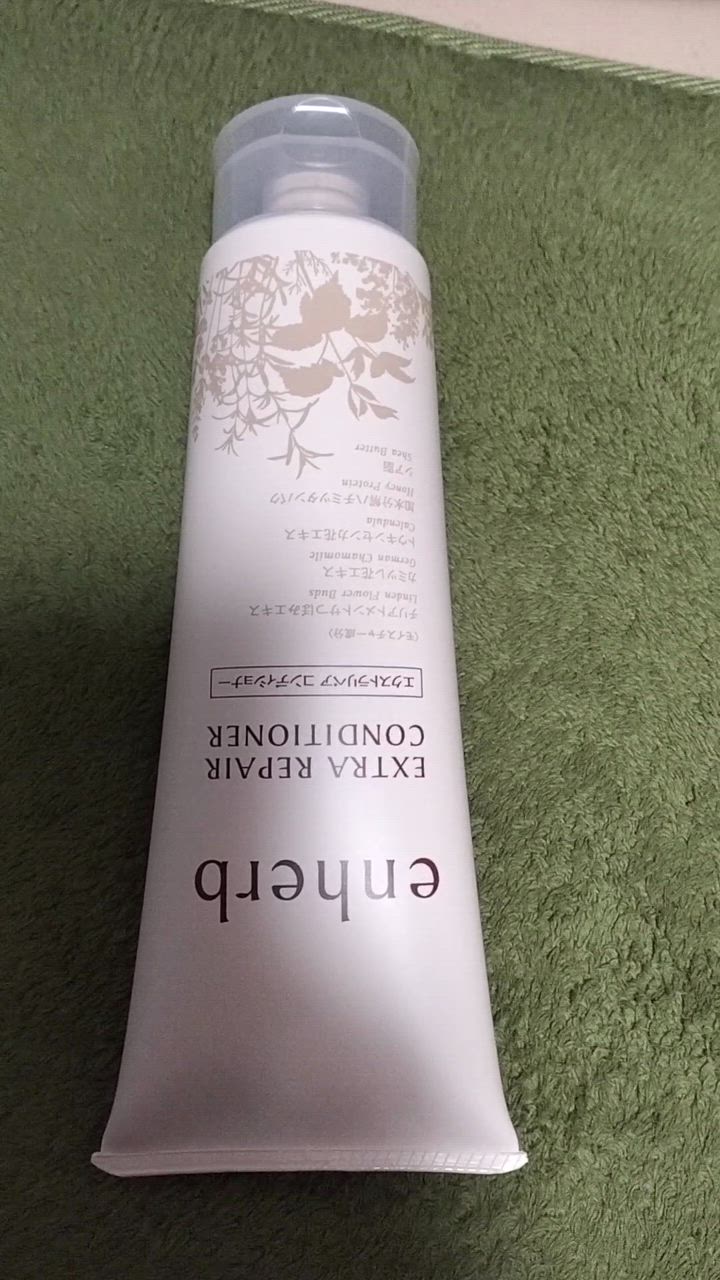 enherb
EXTRA REPAIR
CONDITIONER
エクストラリペア コンディショナー
〈モイスチャー成分〉
チリアトメントサつぼみエキス
Linden Flower Buds
カミツレ花エキス
German Chamomile
トウキンセンカ花エキス
Calendula
加水分解ハチミツタンパク
Honey Protein
シア脂
Shea Butter